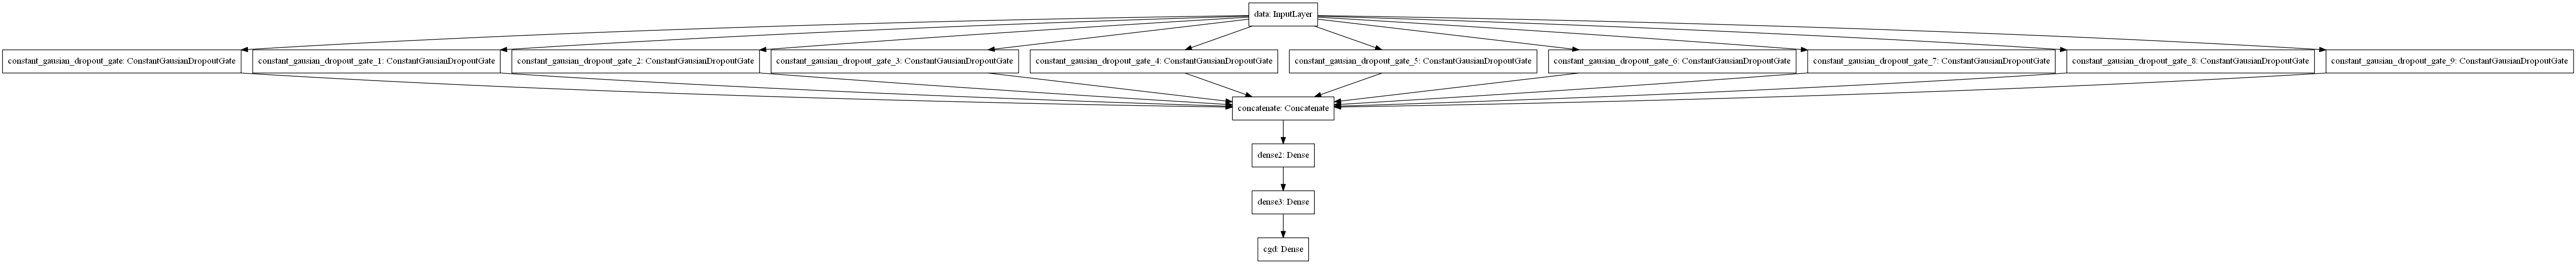 data: InputLayer
constant_gausian_dropout_gate: ConstantGausianDropoutGate
constant_gausian_dropout_gate_1: ConstantGausianDropoutGate
constant_gausian_dropout_gate_2: ConstantGausianDropoutGate
constant_gausian_dropout_gate_3: ConstantGausianDropoutGate
constant_gausian_dropout_gate_4: ConstantGausianDropoutGate
constant_gausian_dropout_gate_5: ConstantGausianDropoutGate
constant_gausian_dropout_gate_6: ConstantGausianDropoutGate
constant_gausian_dropout_gate_7: ConstantGausianDropoutGate
constant_gausian_dropout_gate_8: ConstantGausianDropoutGate
constant_gausian_dropout_gate_9: ConstantGausianDropoutGate
concatenate: Concatenate
dense2: Dense
dense3: Dense
cgd: Dense